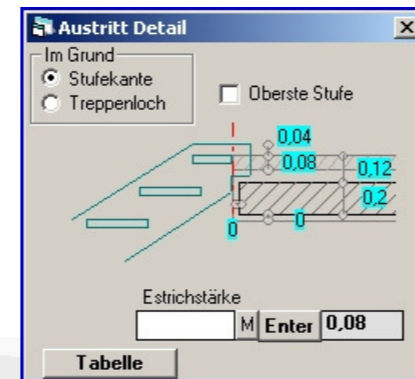 Austritt Detail
Im Grund
Stufekante
Treppenloch
Oberste Stufe
0,04
0,08
0,12
0,2
0
0
Estrichstärke
M Enter 0,08
Tabelle